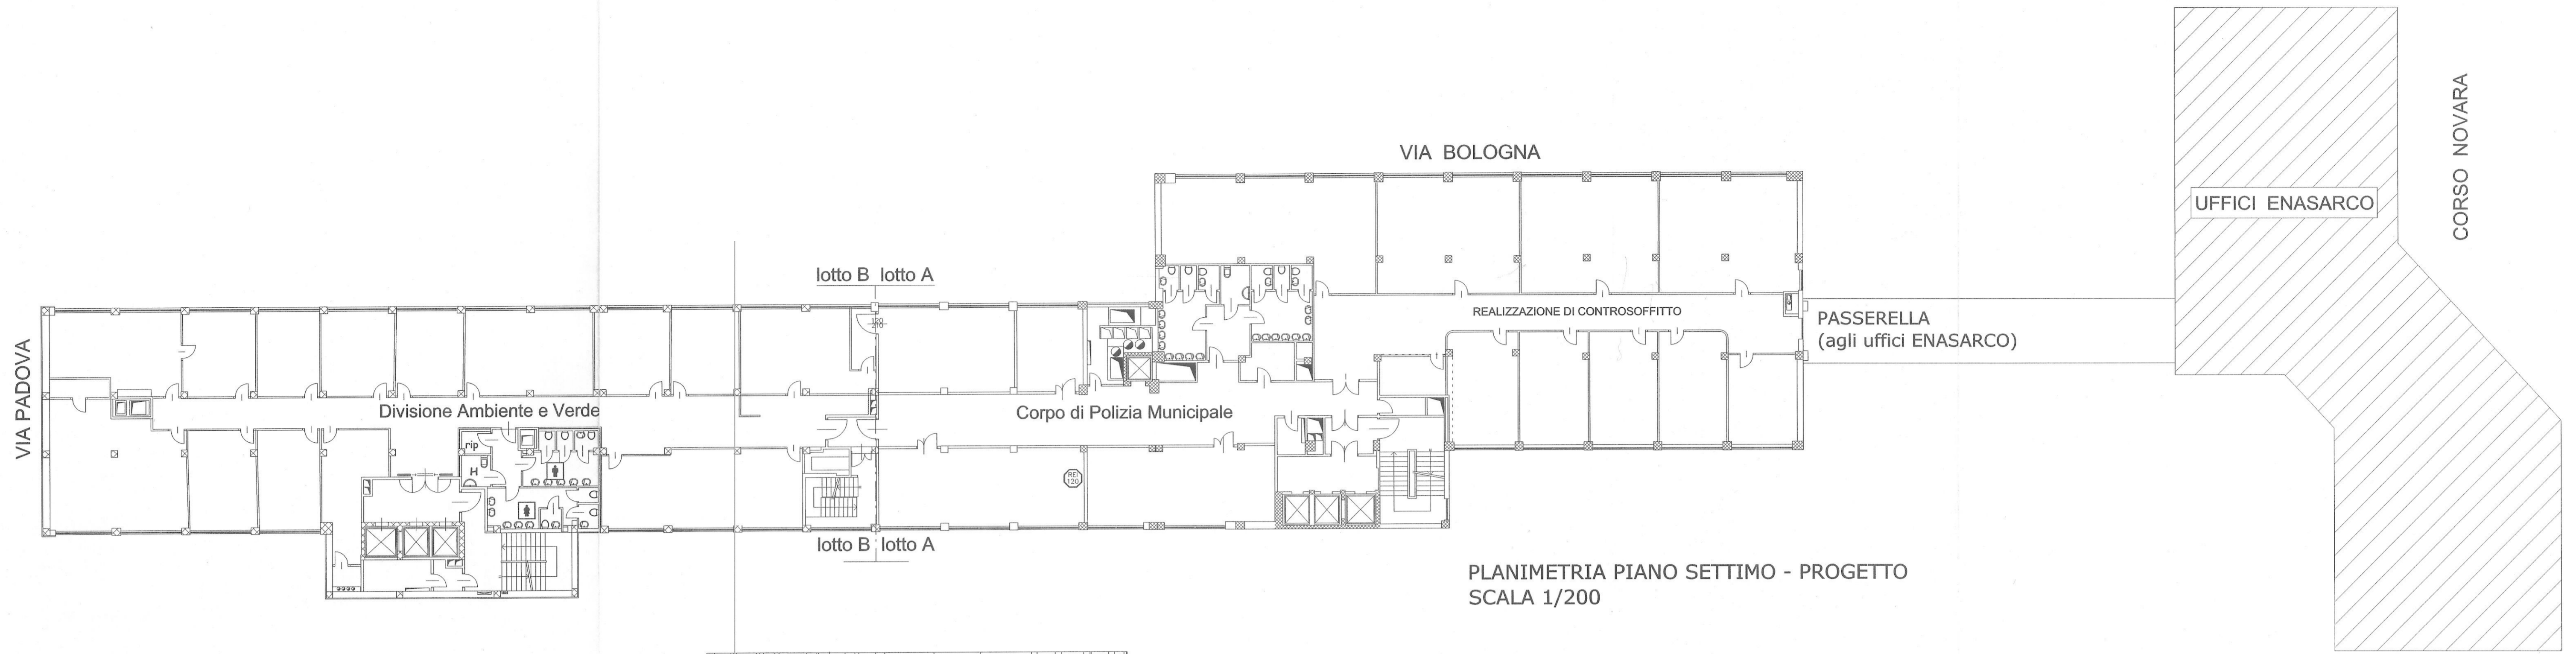 VIA PADOVA
VIA BOLOGNA
CORSO NOVARA
UFFICI ENASARCO
lotto B lotto A
REALIZZAZIONE DI CONTROSOFFITTO
PASSERELLA
(agli uffici ENASARCO)
Divisione Ambiente e Verde
Corpo di Polizia Municipale
rip
H
REI
120
lotto B lotto A
PLANIMETRIA PIANO SETTIMO - PROGETTO
SCALA 1/200